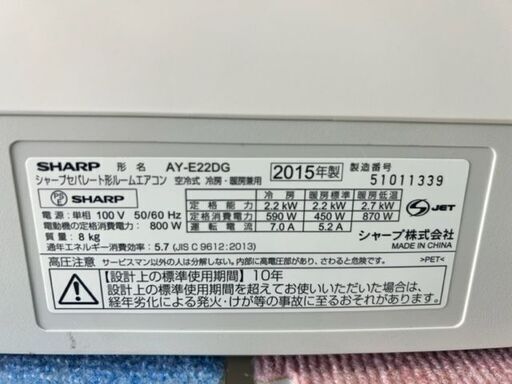 SHARP 形名 AY-E22DG 2015年製 製造番号
シャープセパレート形ルームエアコン 空冷式 冷房・暖房兼用 51011339
SHARP
電源:単相 100 V 50/60 Hz
電動機の定格消費電力: 800 W
質量: 8 kg
冷房 暖房標準 暖房低温
定格能力 2.2 kW 2.2 kW 2.7 kW
定格消費電力 590 W 450 W 870 W
運転電流 7.0 A 5.2 A
JET
シャープ株式会社
MADE IN CHINA
通年エネルギー消費効率: 5.7 (JIS C 9612:2013)
高圧注意 サービスマン以外の人は分解しない。内部に高電圧部があり、さわると危険です。
>PET<
【設計上の標準使用期間】10年
設計上の標準使用期間を超えてお使いいただいた場合は、
経年劣化による発火・けが等の事故に至るおそれがあります。